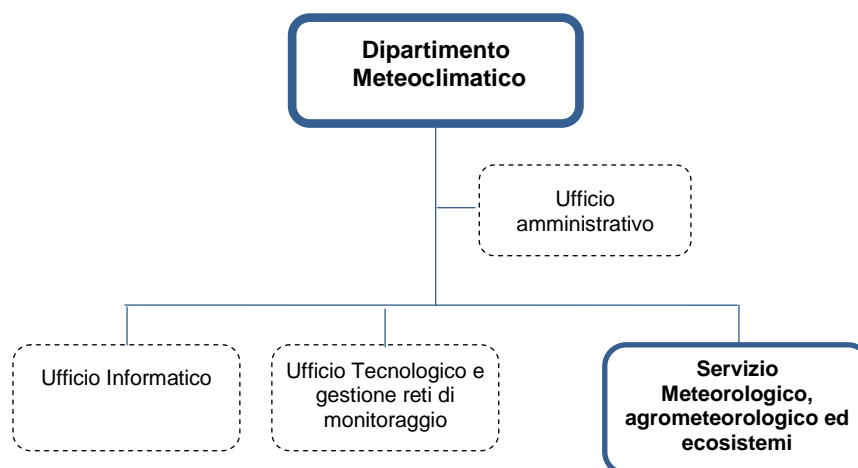 Dipartimento
Meteoclimatico
Ufficio
amministrativo
Ufficio Informatico
Ufficio Tecnologico e
gestione reti di
monitoraggio
Servizio
Meteorologico,
agrometeorologico ed
ecosistemi